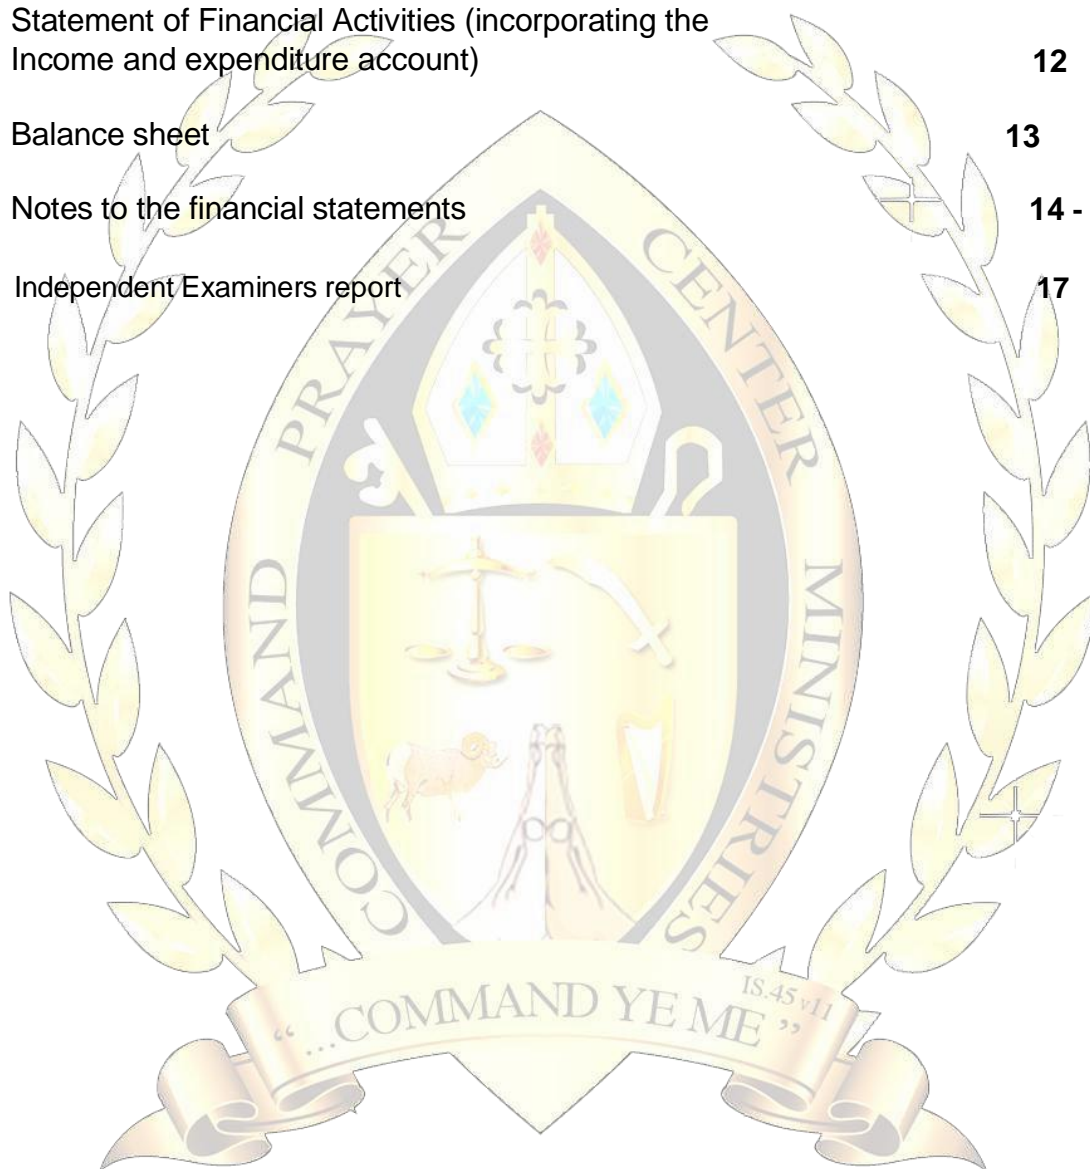 Statement of Financial Activities (incorporating the
Income and expenditure account) 12
Balance sheet 13
Notes to the financial statements 14 -
Independent Examiners report 17
COMMAND PRAYER CENTER MINISTRIES
IS.45 v11
“ ...COMMAND YE ME ”